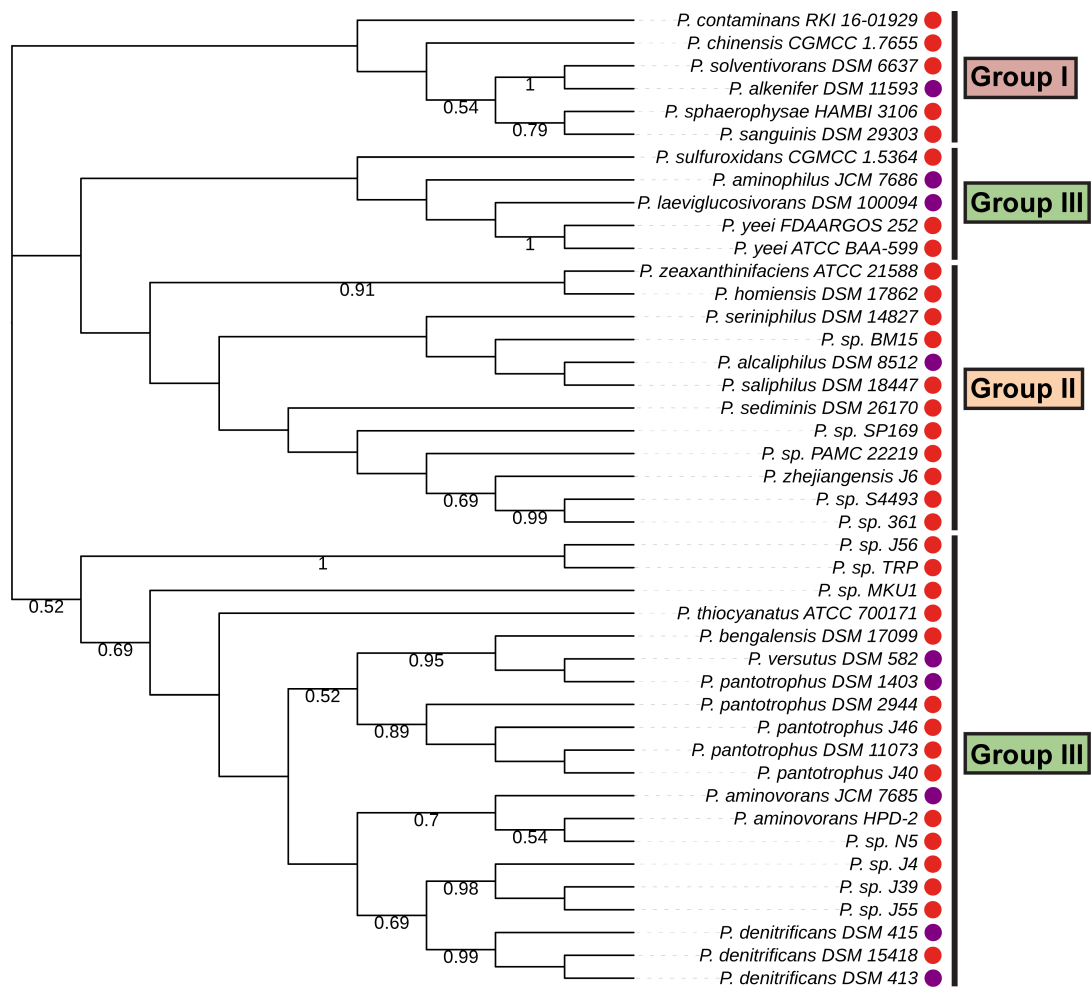 P. contaminans RKI 16-01929
P. chinensis CGMCC 1.7655
P. solventivorans DSM 6637
1
P. alkenifer DSM 11593
0.54
P. sphaerophysae HAMBI 3106
0.79
P. sanguinis DSM 29303
Group I
P. sulfuroxidans CGMCC 1.5364
P. aminophilus JCM 7686
P. laeviglucosivorans DSM 100094
P. yeei FDAARGOS 252
1
P. yeei ATCC BAA-599
Group III
P. zeaxanthinifaciens ATCC 21588
0.91
P. homiensis DSM 17862
P. seriniphilus DSM 14827
P. sp. BM15
P. alcaliphilus DSM 8512
P. saliphilus DSM 18447
P. sediminis DSM 26170
P. sp. SP169
P. sp. PAMC 22219
P. zhejiangensis J6
0.69
P. sp. S4493
0.99
P. sp. 361
Group II
P. sp. J56
1
P. sp. TRP
0.52
P. sp. MKU1
P. thiocyanatus ATCC 700171
0.69
P. bengalensis DSM 17099
0.95
P. versutus DSM 582
P. pantotrophus DSM 1403
0.52
P. pantotrophus DSM 2944
0.89
P. pantotrophus J46
P. pantotrophus DSM 11073
P. pantotrophus J40
P. aminovorans JCM 7685
0.7
P. aminovorans HPD-2
0.54
P. sp. N5
P. sp. J4
0.98
P. sp. J39
P. sp. J55
0.69
P. denitrificans DSM 415
0.99
P. denitrificans DSM 15418
P. denitrificans DSM 413
Group III